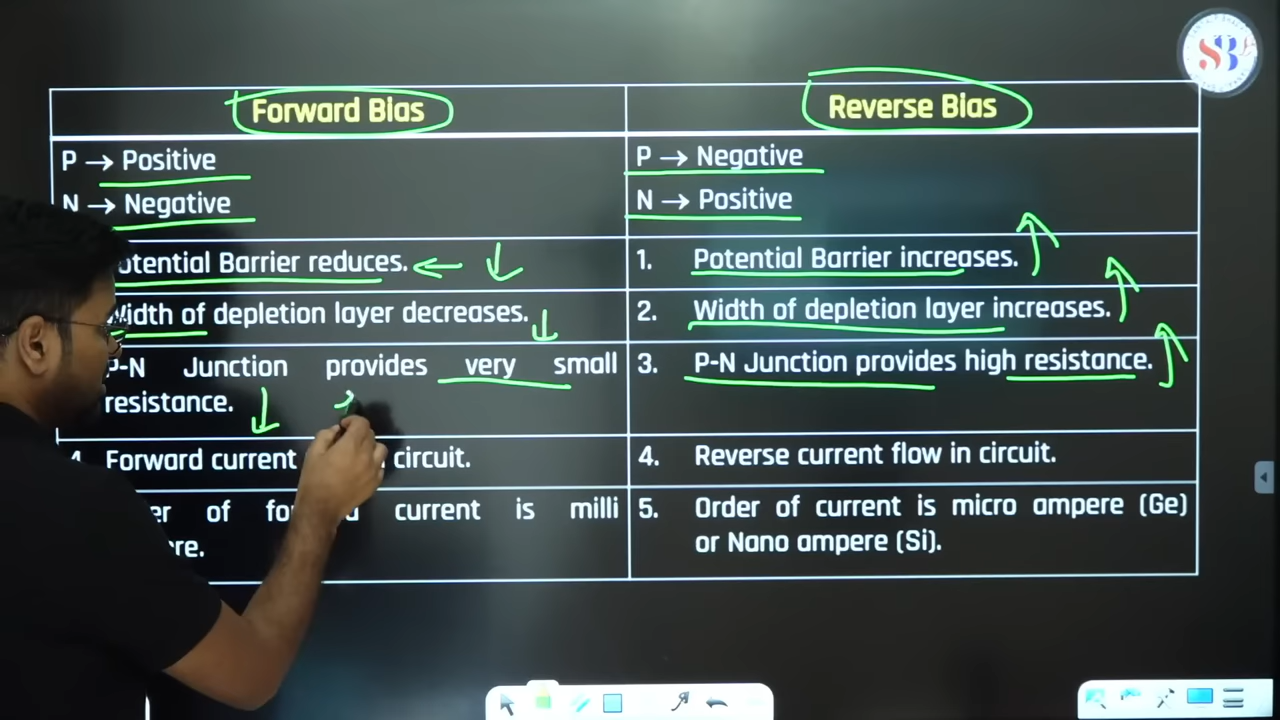 Forward Bias
Reverse Bias
P → Positive
N → Negative
P → Negative
N → Positive
Potential Barrier reduces. ← ↓
1. Potential Barrier increases. ↑
Width of depletion layer decreases. ↓
2. Width of depletion layer increases. ↑
P-N Junction provides very small
resistance. ↓
3. P-N Junction provides high resistance. ↑
4. Forward current circuit.
4. Reverse current flow in circuit.
of current is milli
5. Order of current is micro ampere (Ge)
or Nano ampere (Si).
SB